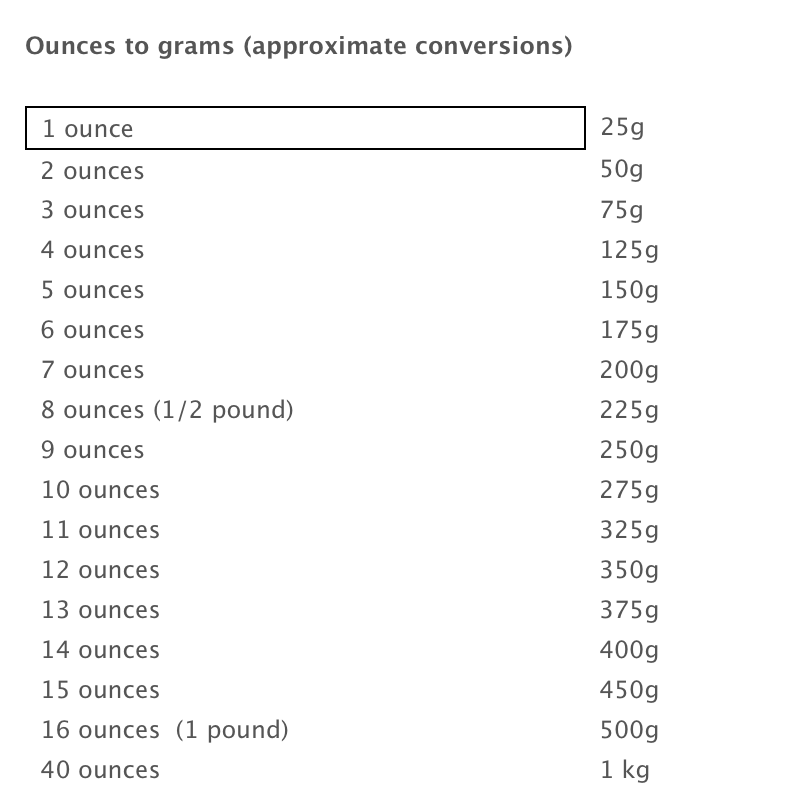 Ounces to grams (approximate conversions)
1 ounce 25g
2 ounces 50g
3 ounces 75g
4 ounces 125g
5 ounces 150g
6 ounces 175g
7 ounces 200g
8 ounces (1/2 pound) 225g
9 ounces 250g
10 ounces 275g
11 ounces 325g
12 ounces 350g
13 ounces 375g
14 ounces 400g
15 ounces 450g
16 ounces (1 pound) 500g
40 ounces 1 kg